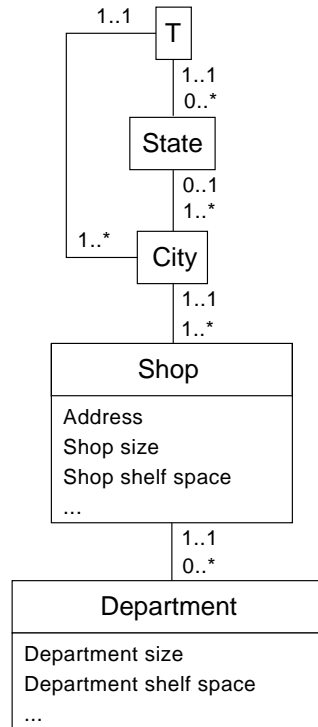 1..1
T
1..1
0..*
State
0..1
1..*
1..*
City
1..1
1..*
Shop
Address
Shop size
Shop shelf space
...
1..1
0..*
Department
Department size
Department shelf space
...